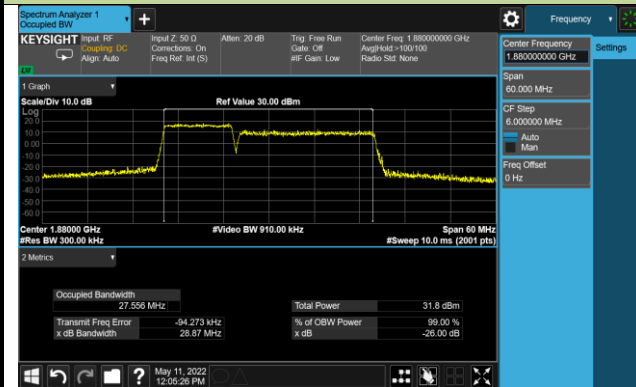 Spectrum Analyzer 1
Occupied BW
+
Frequency
KEYSIGHT
Input: RF
Coupling: DC
Align: Auto
Input Z: 50 Ω
Corrections: On
Freq Ref: Int (S)
Atten: 20 dB
Trig: Free Run
Gate: Off
#IF Gain: Low
Center Freq: 1.880000000 GHz
Avg|Hold:>100/100
Radio Std: None
Center Frequency
1.880000000 GHz
Settings
Span
60.000 MHz
CF Step
6.000000 MHz
Auto
Man
Freq Offset
0 Hz
1 Graph
Scale/Div 10.0 dB
Ref Value 30.00 dBm
Log
20.0
10.0
0.00
-10.0
-20.0
-30.0
-40.0
-50.0
-60.0
Center 1.88000 GHz
#Video BW 910.00 kHz
Span 60 MHz
#Res BW 300.00 kHz
#Sweep 10.0 ms (2001 pts)
2 Metrics
Occupied Bandwidth
27.556 MHz
Total Power 31.8 dBm
Transmit Freq Error -94.273 kHz
% of OBW Power 99.00 %
x dB Bandwidth 28.87 MHz
x dB -26.00 dB
?
May 11, 2022
12:05:26 PM